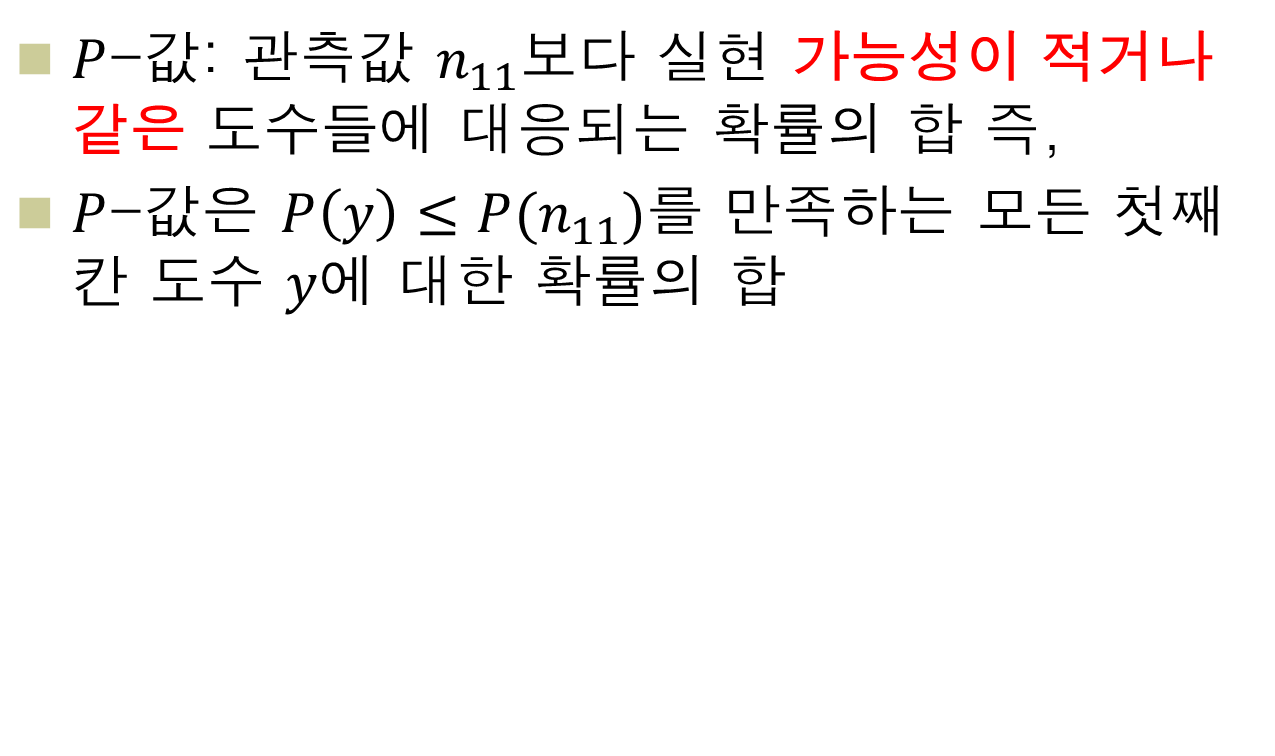 P−값: 관측값 n₁₁보다 실현 가능성이 적거나
같은 도수들에 대응되는 확률의 합 즉,
P−값은 P(y) ≤ P(n₁₁)를 만족하는 모든 첫째
칸 도수 y에 대한 확률의 합